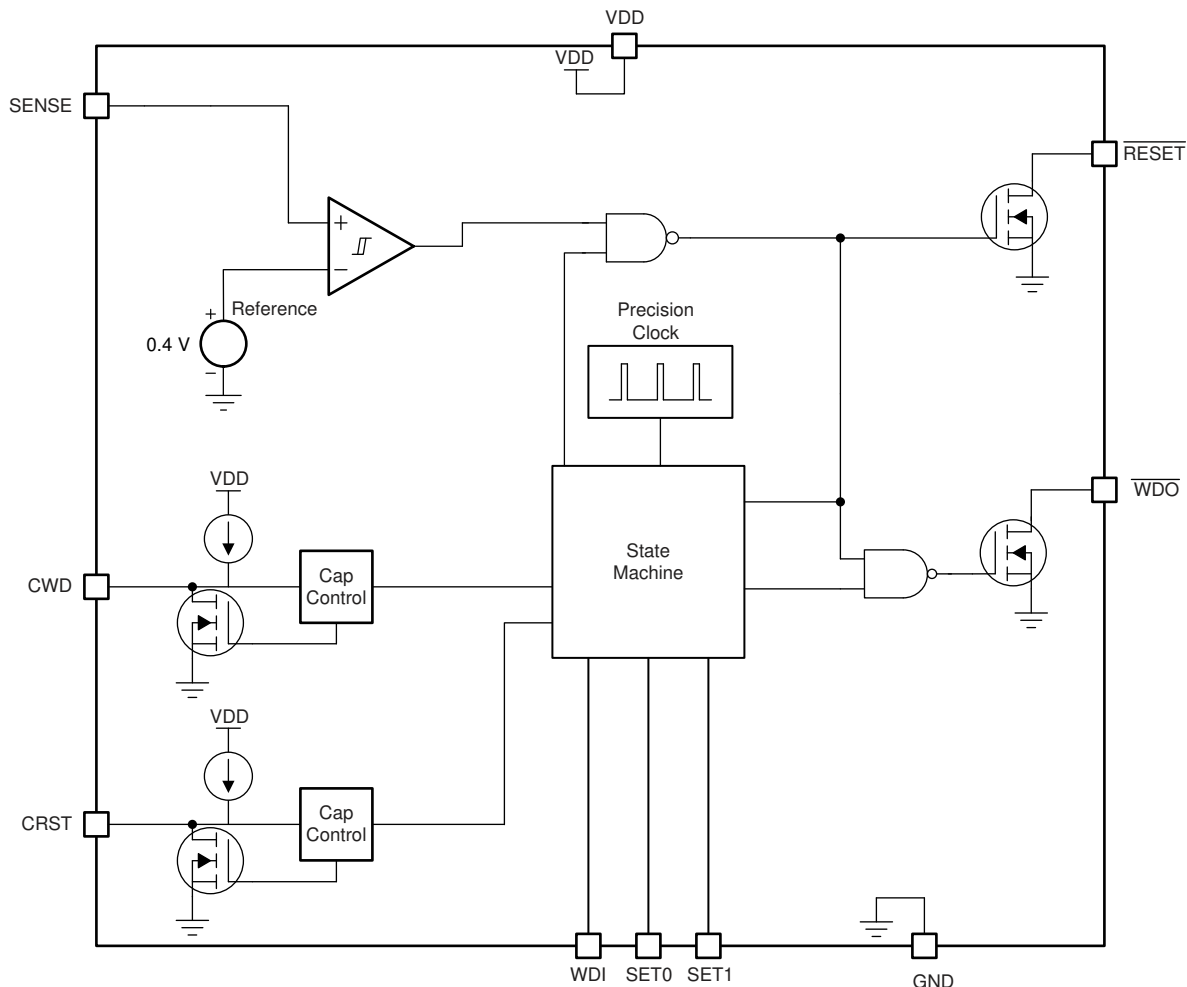 VDD
VDD
SENSE
RESET
+
−
+
Reference
0.4 V
−
Precision
Clock
VDD
WDO
State
Machine
CWD
Cap
Control
VDD
CRST
Cap
Control
WDI
SET0
SET1
GND